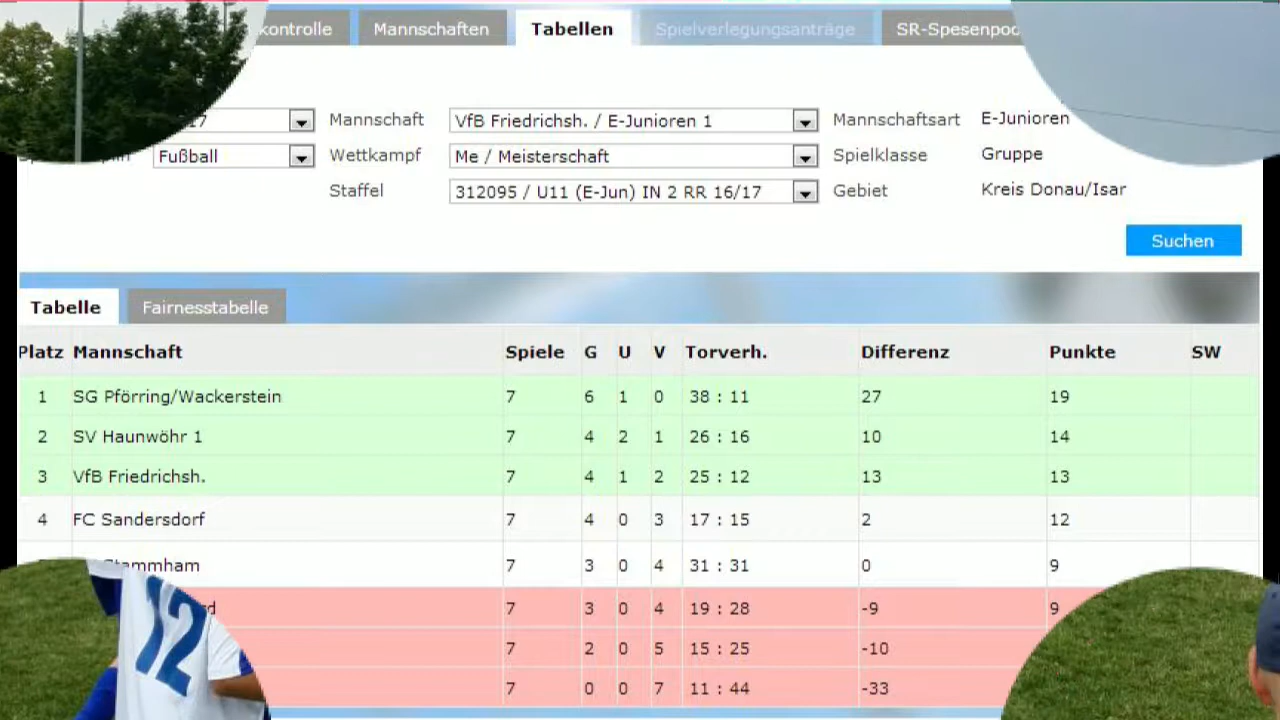 kontrolle Mannschaften Tabellen Spielverlegungsanträge
Mannschaft VfB Friedrichsh. / E-Junioren 1 Mannschaftsart E-Junioren
Fußball Wettkampf Me / Meisterschaft Spielklasse Gruppe
Staffel 312095 / U11 (E-Jun) IN 2 RR 16/17 Gebiet Kreis Donau/Isar
Suchen
Tabelle Fairnesstabelle
Platz Mannschaft Spiele G U V Torverh. Differenz Punkte SW
1 SG Pförring/Wackerstein 7 6 1 0 38 : 11 27 19
2 SV Haunwöhr 1 7 4 2 1 26 : 16 10 14
3 VfB Friedrichsh. 7 4 1 2 25 : 12 13 13
4 FC Sandersdorf 7 4 0 3 17 : 15 2 12
Stammham 7 3 0 4 31 : 31 0 9
7 3 0 4 19 : 28 -9 9
7 2 0 5 15 : 25 -10
7 0 0 7 11 : 44 -33
12